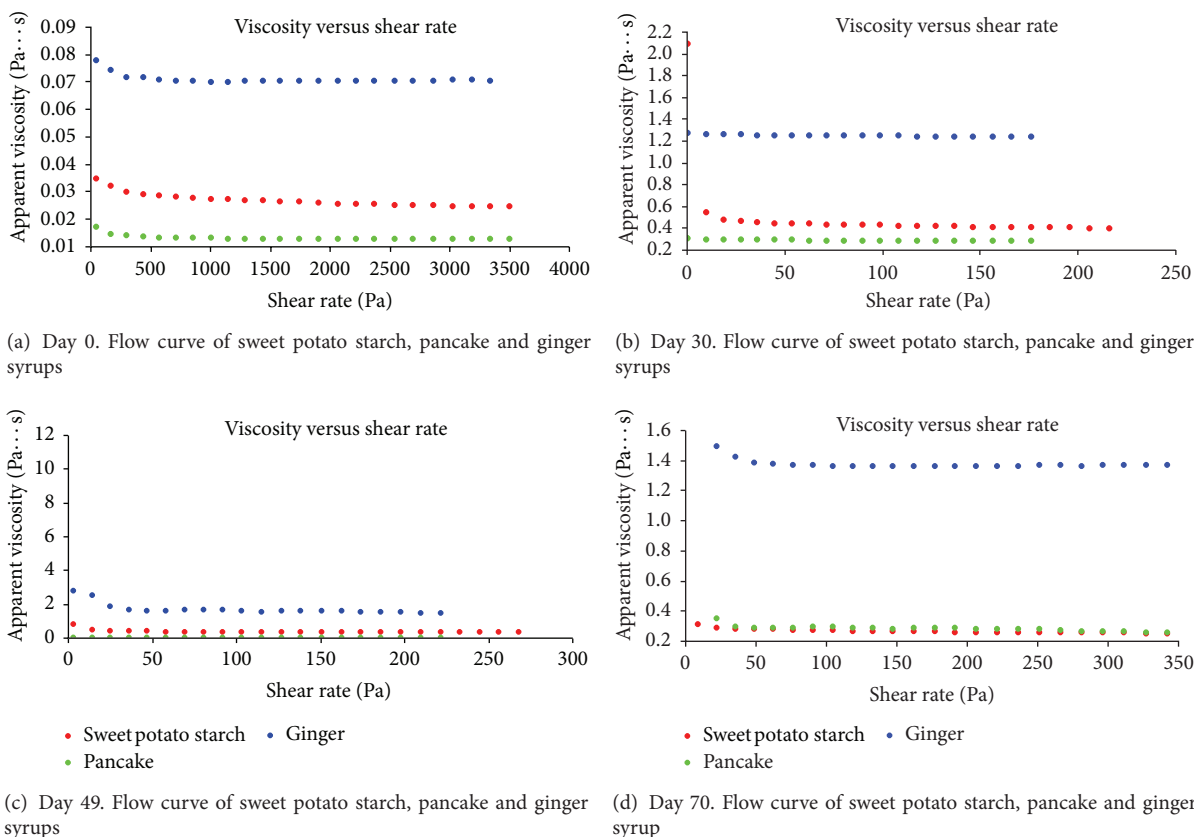 Viscosity versus shear rate
Apparent viscosity (Pa··· s)
0.09
0.08
0.07
0.06
0.05
0.04
0.03
0.02
0.01
0 500 1000 1500 2000 2500 3000 3500 4000
Shear rate (Pa)
(a) Day 0. Flow curve of sweet potato starch, pancake and ginger
syrups
Viscosity versus shear rate
Apparent viscosity (Pa··· s)
2.2
2.0
1.8
1.6
1.4
1.2
1.0
0.8
0.6
0.4
0.2
0 50 100 150 200 250
Shear rate (Pa)
(b) Day 30. Flow curve of sweet potato starch, pancake and ginger
syrups
Viscosity versus shear rate
Apparent viscosity (Pa··· s)
12
10
8
6
4
2
0
0 50 100 150 200 250 300
Shear rate (Pa)
Sweet potato starch Ginger
Pancake
(c) Day 49. Flow curve of sweet potato starch, pancake and ginger
syrups
Viscosity versus shear rate
Apparent viscosity (Pa··· s)
1.6
1.4
1.2
1.0
0.8
0.6
0.4
0.2
0 50 100 150 200 250 300 350
Shear rate (Pa)
Sweet potato starch Ginger
Pancake
(d) Day 70. Flow curve of sweet potato starch, pancake and ginger
syrup